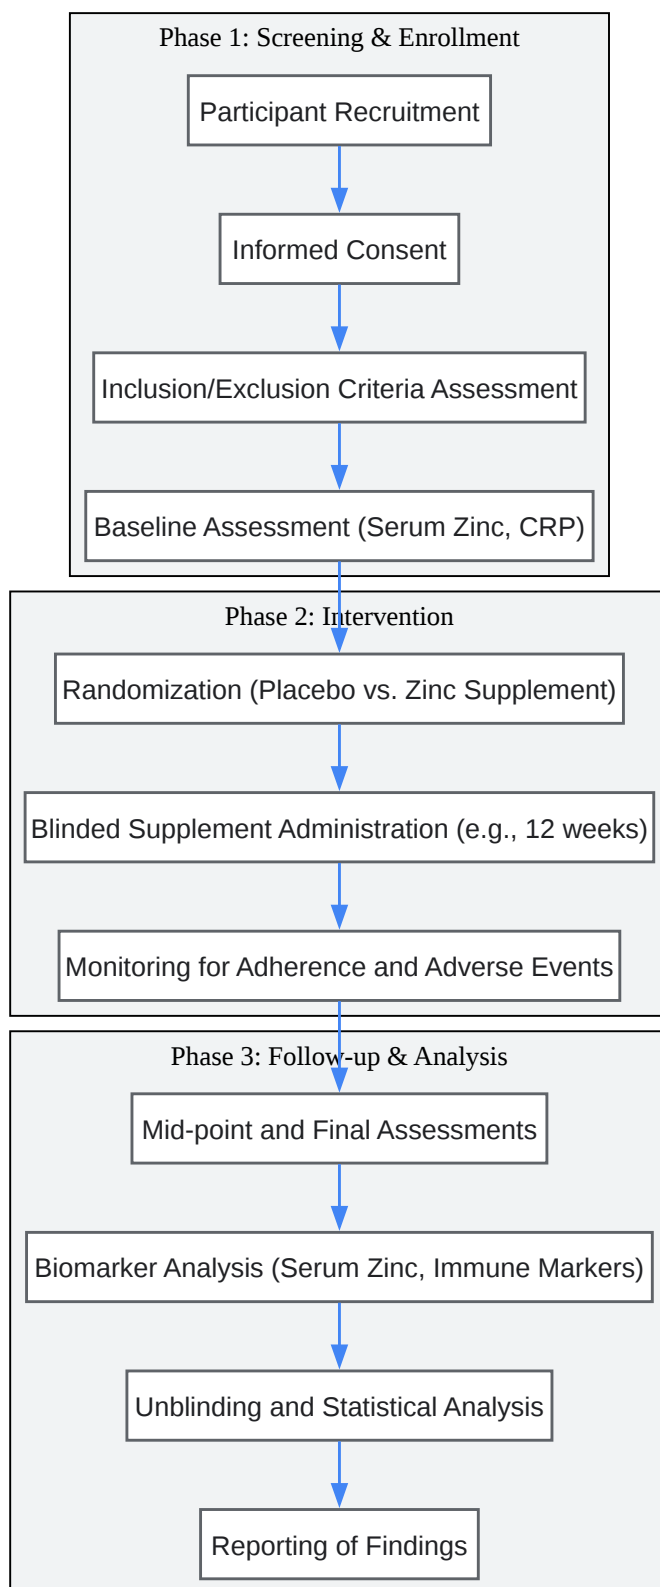 Phase 1: Screening & Enrollment
Participant Recruitment
Informed Consent
Inclusion/Exclusion Criteria Assessment
Baseline Assessment (Serum Zinc, CRP)
Phase 2: Intervention
Randomization (Placebo vs. Zinc Supplement)
Blinded Supplement Administration (e.g., 12 weeks)
Monitoring for Adherence and Adverse Events
Phase 3: Follow-up & Analysis
Mid-point and Final Assessments
Biomarker Analysis (Serum Zinc, Immune Markers)
Unblinding and Statistical Analysis
Reporting of Findings